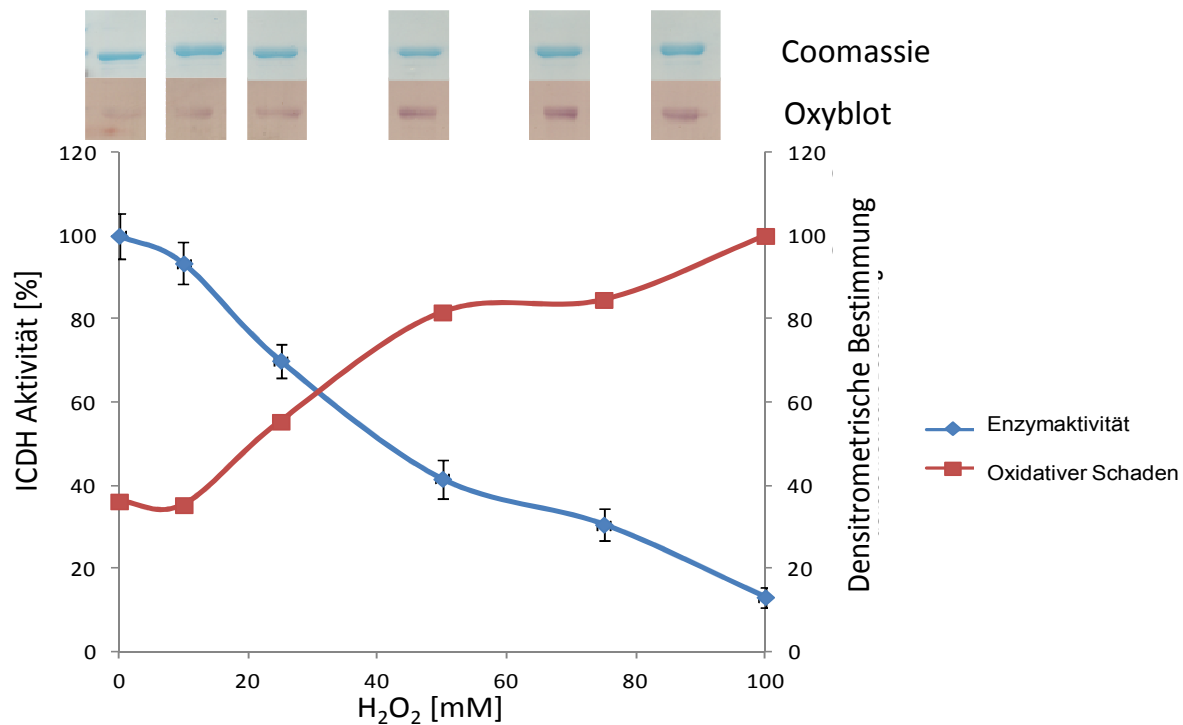 Coomassie
Oxyblot
120
100
80
60
40
20
0
ICDH Aktivität [%]
120
100
80
60
40
20
0
Densitrometrische Bestimmung
0
20
40
60
80
100
H₂O₂ [mM]
Enzymaktivität
Oxidativer Schaden